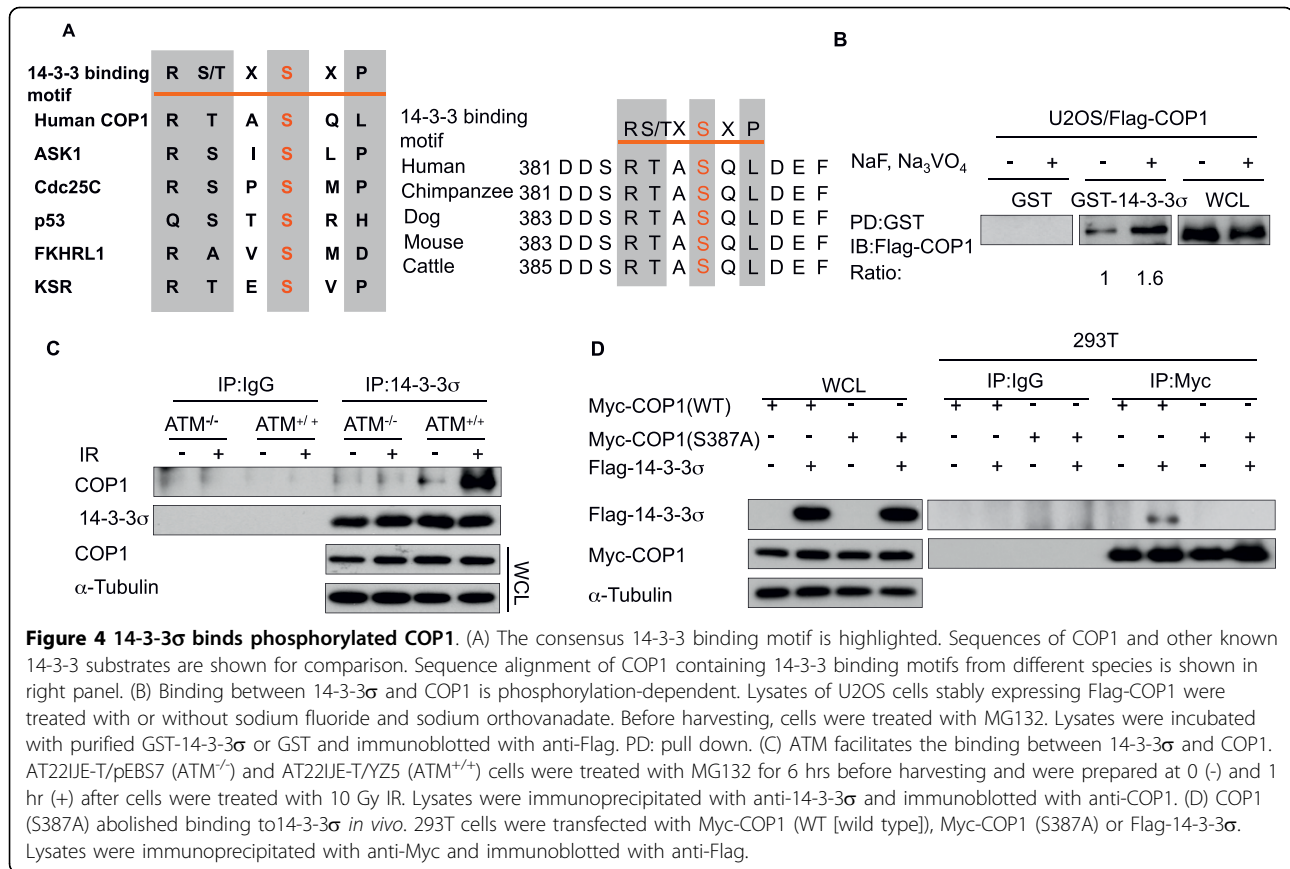 A
14-3-3 binding motif R S/T X S X P
Human COP1 R T A S Q L
ASK1 R S I S L P
Cdc25C R S P S M P
p53 Q S T S R H
FKHRL1 R A V S M D
KSR R T E S V P
14-3-3 binding motif RS/TX S X P
Human 381 D D S R T A S Q L D E F
Chimpanzee 381 D D S R T A S Q L D E F
Dog 383 D D S R T A S Q L D E F
Mouse 383 D D S R T A S Q L D E F
Cattle 385 D D S R T A S Q L D E F
B
U2OS/Flag-COP1
NaF, Na₃VO₄ - + - + - +
GST GST-14-3-3σ WCL
PD:GST
IB:Flag-COP1
Ratio: 1 1.6
C
IP:IgG IP:14-3-3σ
ATM-/- ATM+/+ ATM-/- ATM+/+
IR - + - + - + - +
COP1
14-3-3σ
COP1
α-Tubulin
WCL
D
293T
WCL IP:IgG IP:Myc
Myc-COP1(WT) + + - - + + - - + + - -
Myc-COP1(S387A) - - + + - - + + - - + +
Flag-14-3-3σ - + - + - + - + - + - +
Flag-14-3-3σ
Myc-COP1
α-Tubulin
Figure 4 14-3-3σ binds phosphorylated COP1. (A) The consensus 14-3-3 binding motif is highlighted. Sequences of COP1 and other known
14-3-3 substrates are shown for comparison. Sequence alignment of COP1 containing 14-3-3 binding motifs from different species is shown in
right panel. (B) Binding between 14-3-3σ and COP1 is phosphorylation-dependent. Lysates of U2OS cells stably expressing Flag-COP1 were
treated with or without sodium fluoride and sodium orthovanadate. Before harvesting, cells were treated with MG132. Lysates were incubated
with purified GST-14-3-3σ or GST and immunoblotted with anti-Flag. PD: pull down. (C) ATM facilitates the binding between 14-3-3σ and COP1.
AT22IJE-T/pEBS7 (ATM-/-) and AT22IJE-T/YZ5 (ATM+/+) cells were treated with MG132 for 6 hrs before harvesting and were prepared at 0 (-) and 1
hr (+) after cells were treated with 10 Gy IR. Lysates were immunoprecipitated with anti-14-3-3σ and immunoblotted with anti-COP1. (D) COP1
(S387A) abolished binding to14-3-3σ in vivo. 293T cells were transfected with Myc-COP1 (WT [wild type]), Myc-COP1 (S387A) or Flag-14-3-3σ.
Lysates were immunoprecipitated with anti-Myc and immunoblotted with anti-Flag.